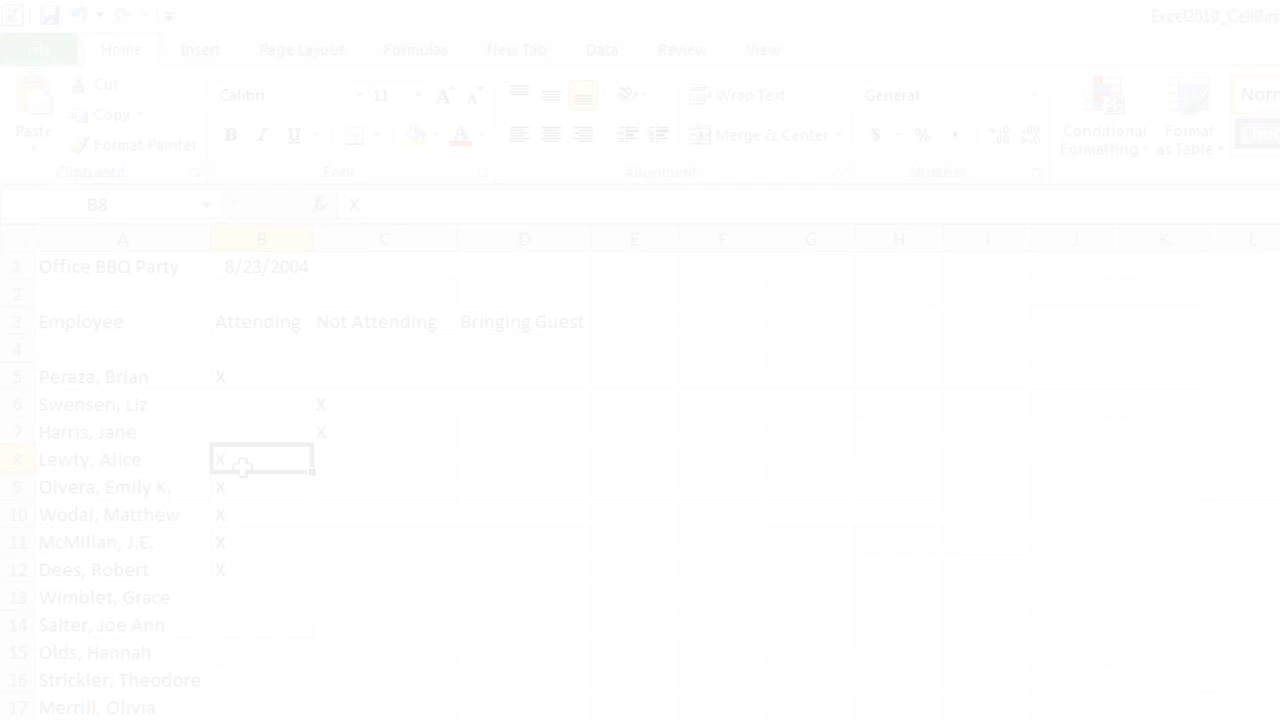 Excel2010_CellBas
Home Insert Page Layout Formulas New Tab Data Review View
Cut
Copy
Format Painter
Paste
Calibri 11
B I U A
Wrap Text
Merge & Center
General
$ % ,
Conditional Formatting
Format as Table
Norm
Clipboard Font Alignment Number
B8 fx X
A B C D E F G H I J K L
1 Office BBQ Party 8/23/2004
2
3 Employee Attending Not Attending Bringing Guest
4
5 Peraza, Brian X
6 Swensen, Liz X
7 Harris, Jane X
8 Lewty, Alice X
9 Olvera, Emily K. X
10 Wodai, Matthew X
11 McMillan, J.E. X
12 Dees, Robert X
13 Wimblet, Grace
14 Salter, Joe Ann
15 Olds, Hannah
16 Strickler, Theodore
17 Merrill, Olivia